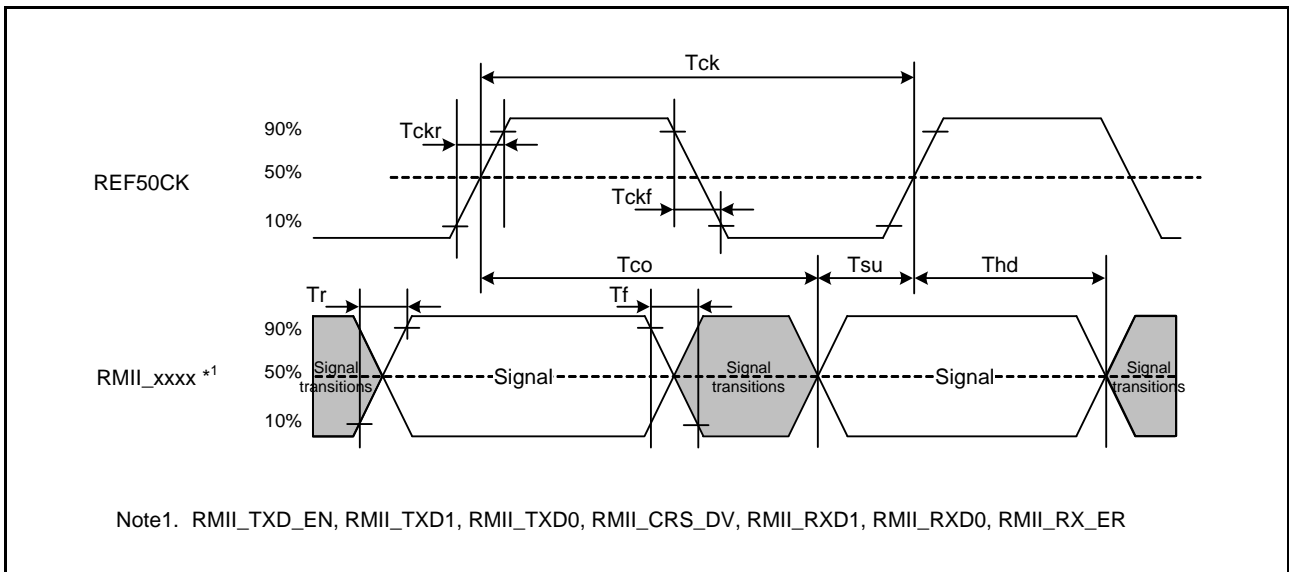 Tck
90%
Tckr
50%
REF50CK
Tckf
10%
Tco
Tsu
Thd
Tr
Tf
90%
RMII_xxxx *1
50%
Signal
transitions
Signal
Signal
transitions
Signal
Signal
transitions
10%
Note1. RMII_TXD_EN, RMII_TXD1, RMII_TXD0, RMII_CRS_DV, RMII_RXD1, RMII_RXD0, RMII_RX_ER